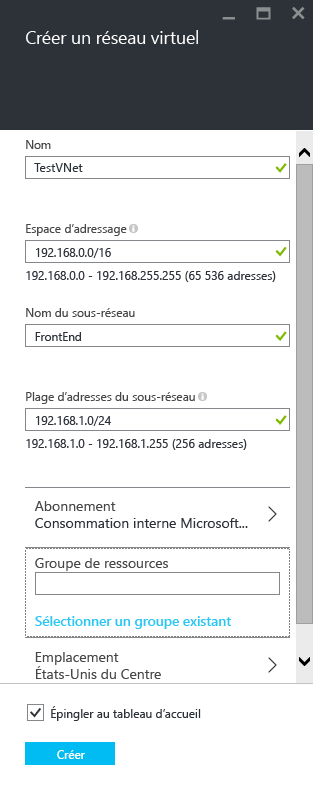 Créer un réseau virtuel
Nom
TestVNet
Espace d'adressage
192.168.0.0/16
192.168.0.0 - 192.168.255.255 (65 536 adresses)
Nom du sous-réseau
FrontEnd
Plage d'adresses du sous-réseau
192.168.1.0/24
192.168.1.0 - 192.168.1.255 (256 adresses)
Abonnement
Consommation interne Microsoft...
Groupe de ressources
Sélectionner un groupe existant
Emplacement
États-Unis du Centre
Épingler au tableau d'accueil
Créer